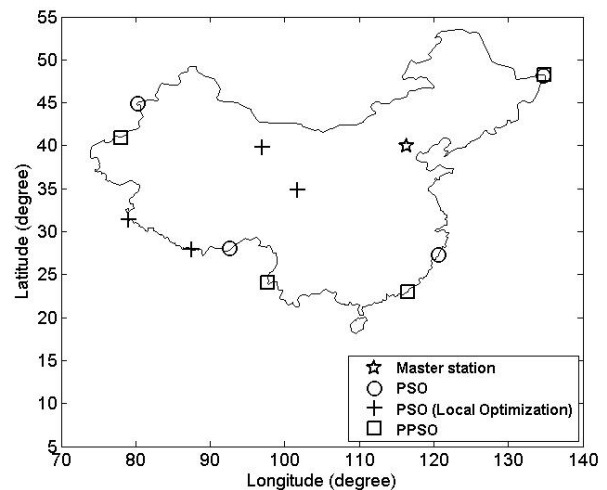 55
50
45
40
35
30
25
20
15
10
5
Latitude (degree)
70 80 90 100 110 120 130 140
Longitude (degree)
Master station
PSO
PSO (Local Optimization)
PPSO